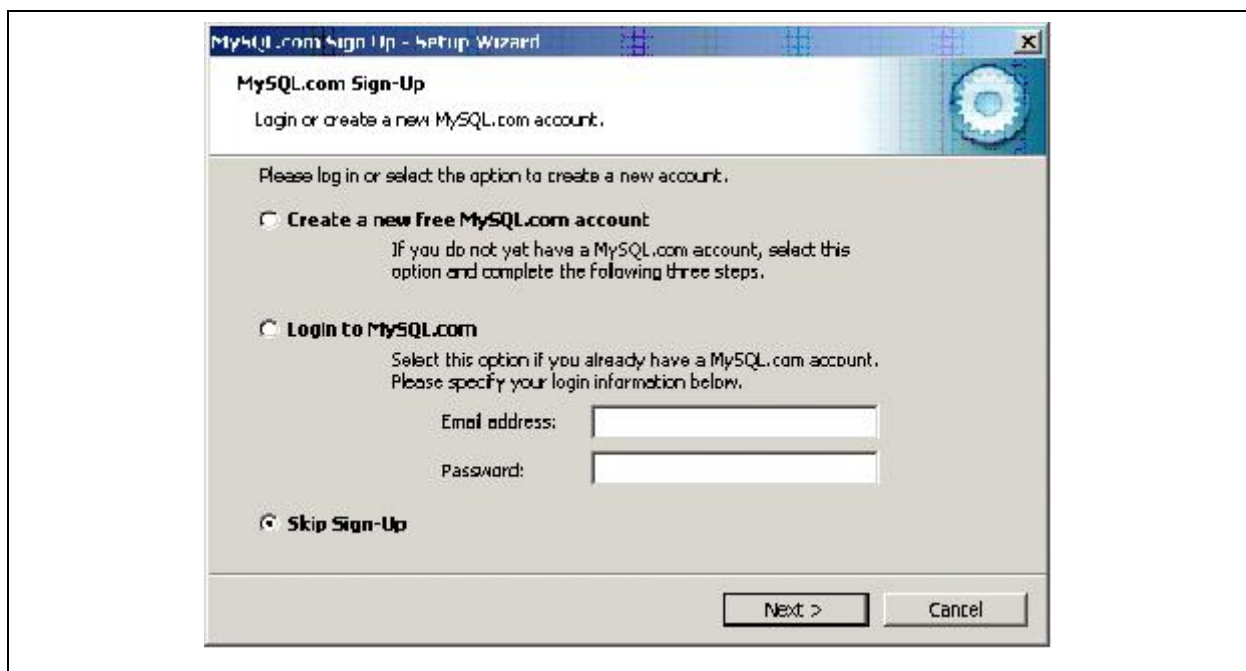 MySQL.com Sign Up - Setup Wizard
MySQL.com Sign-Up
Login or create a new MySQL.com account.
Please log in or select the option to create a new account.
Create a new free MySQL.com account
If you do not yet have a MySQL.com account, select this
option and complete the following three steps.
Login to MySQL.com
Select this option if you already have a MySQL.com account.
Please specify your login information below.
Email address:
Password:
Skip Sign-Up
Next >
Cancel